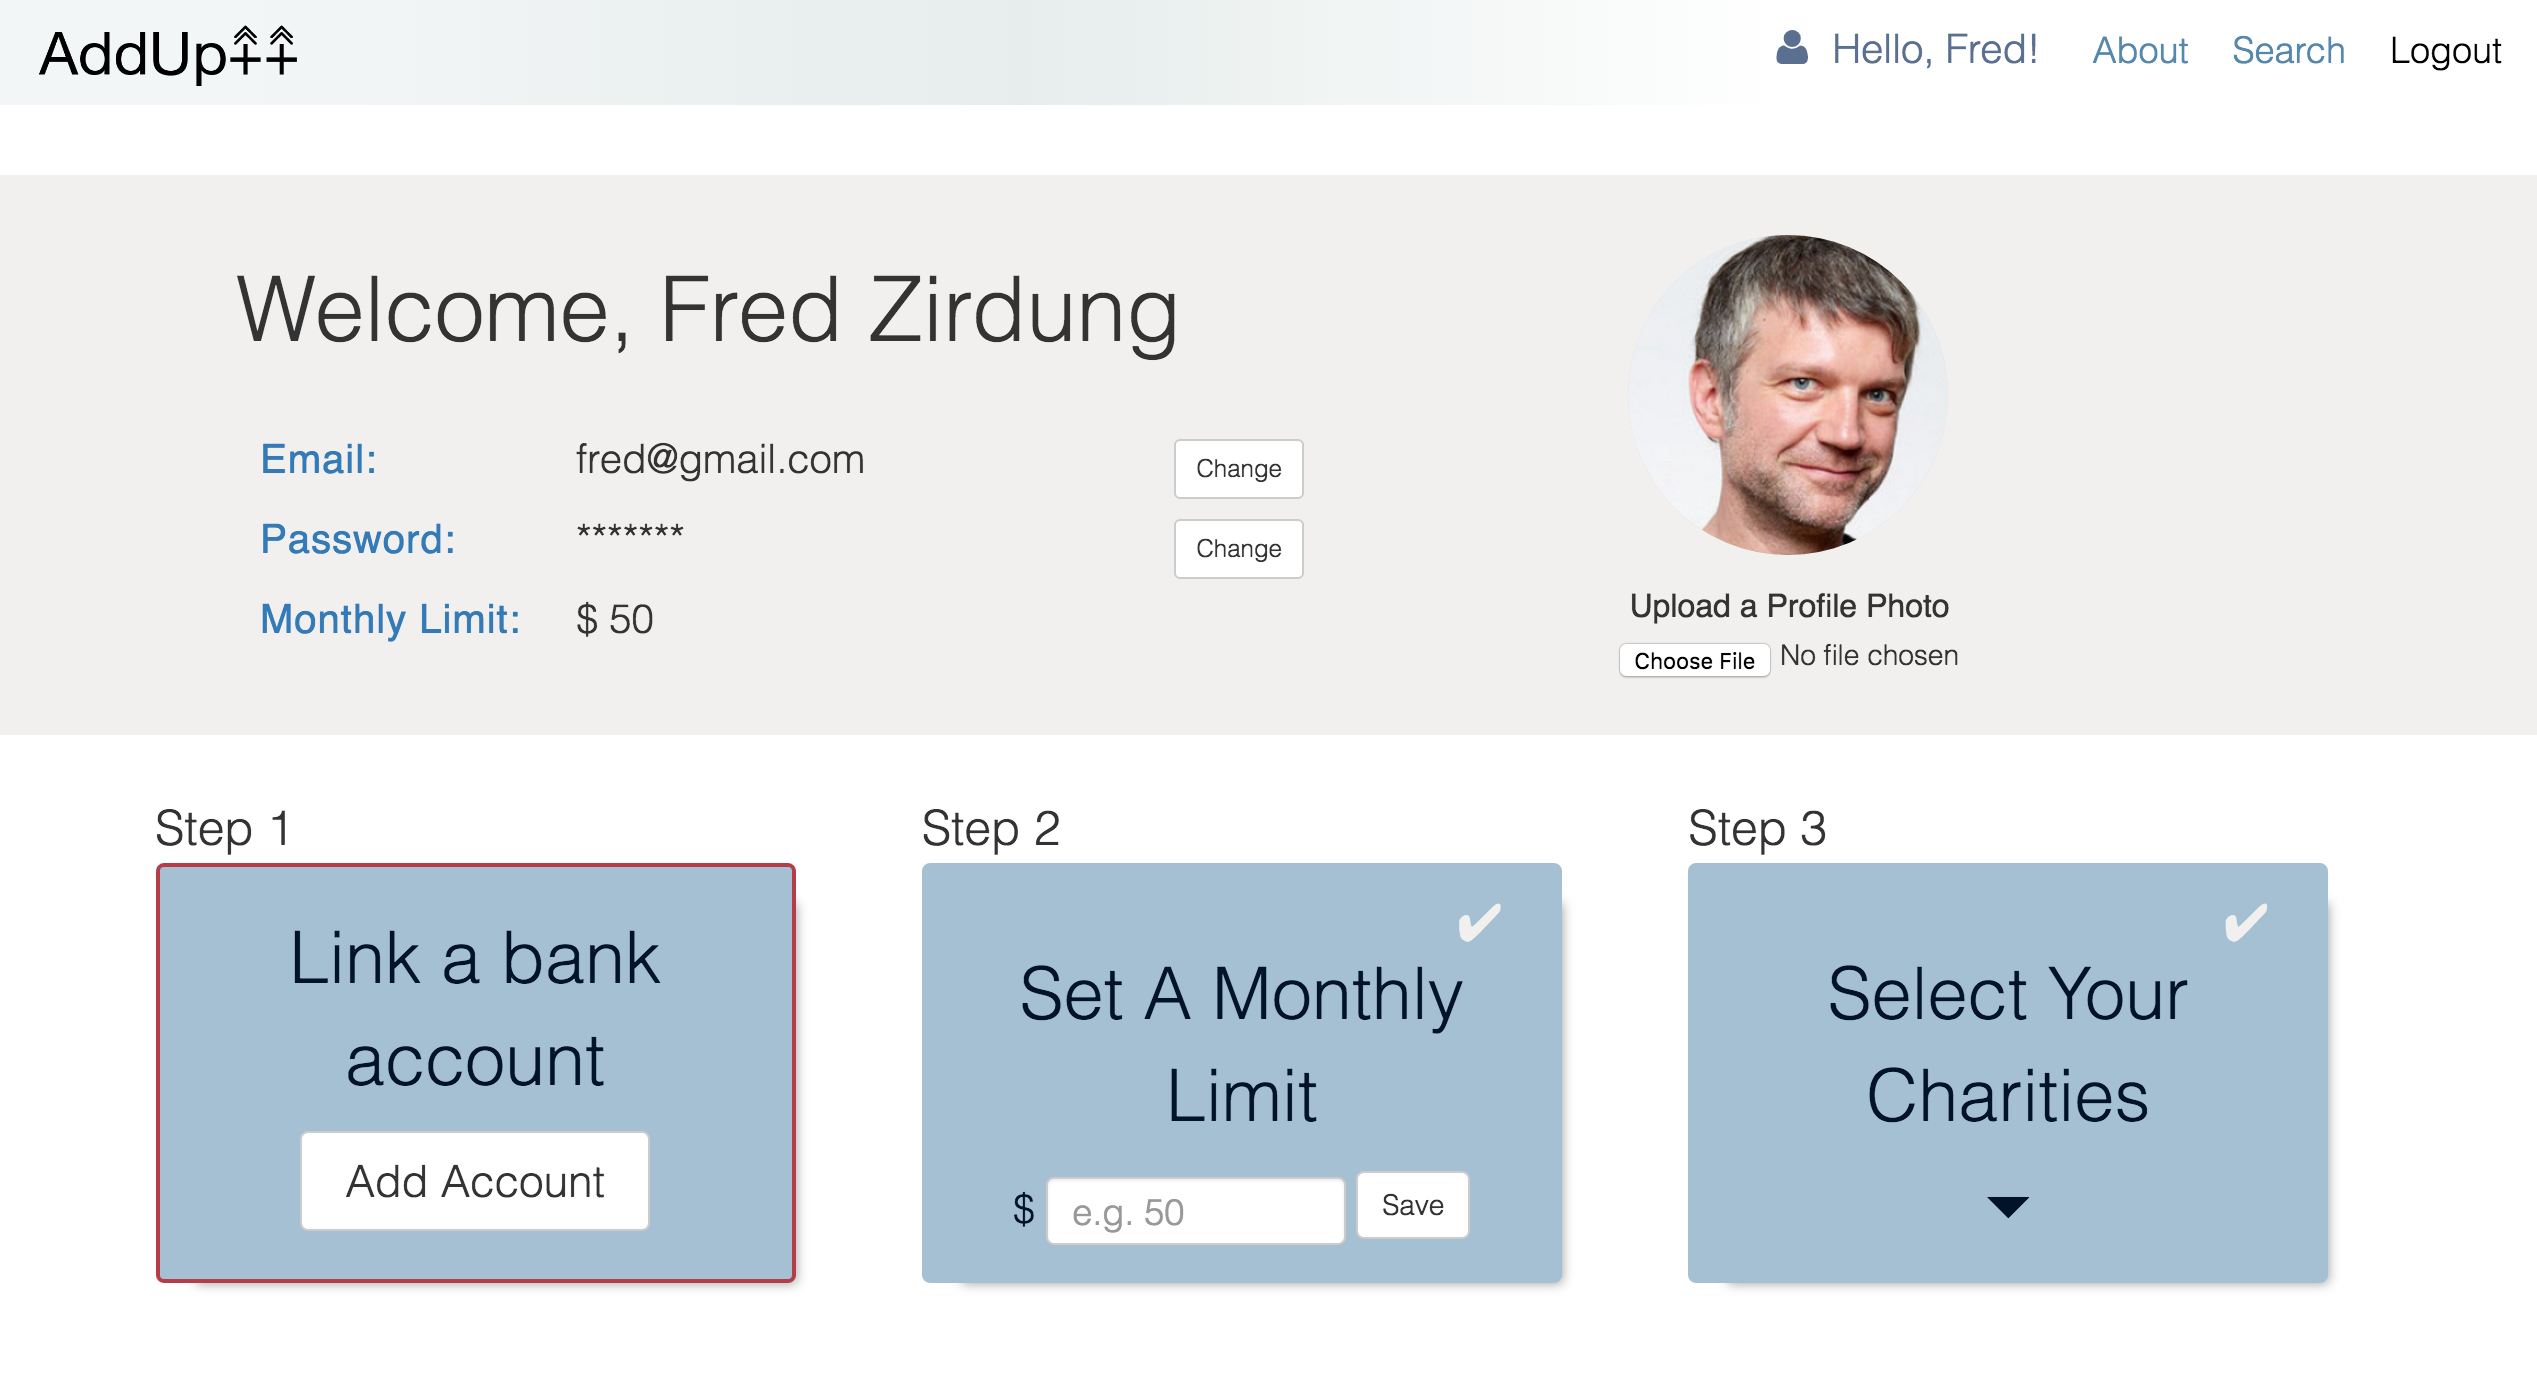 AddUp
Hello, Fred! About Search Logout
Welcome, Fred Zirdung
Email: fred@gmail.com Change
Password: ******* Change
Monthly Limit: $ 50
Upload a Profile Photo
Choose File No file chosen
Step 1
Link a bank
account
Add Account
Step 2
✔
Set A Monthly
Limit
$ e.g. 50 Save
Step 3
✔
Select Your
Charities